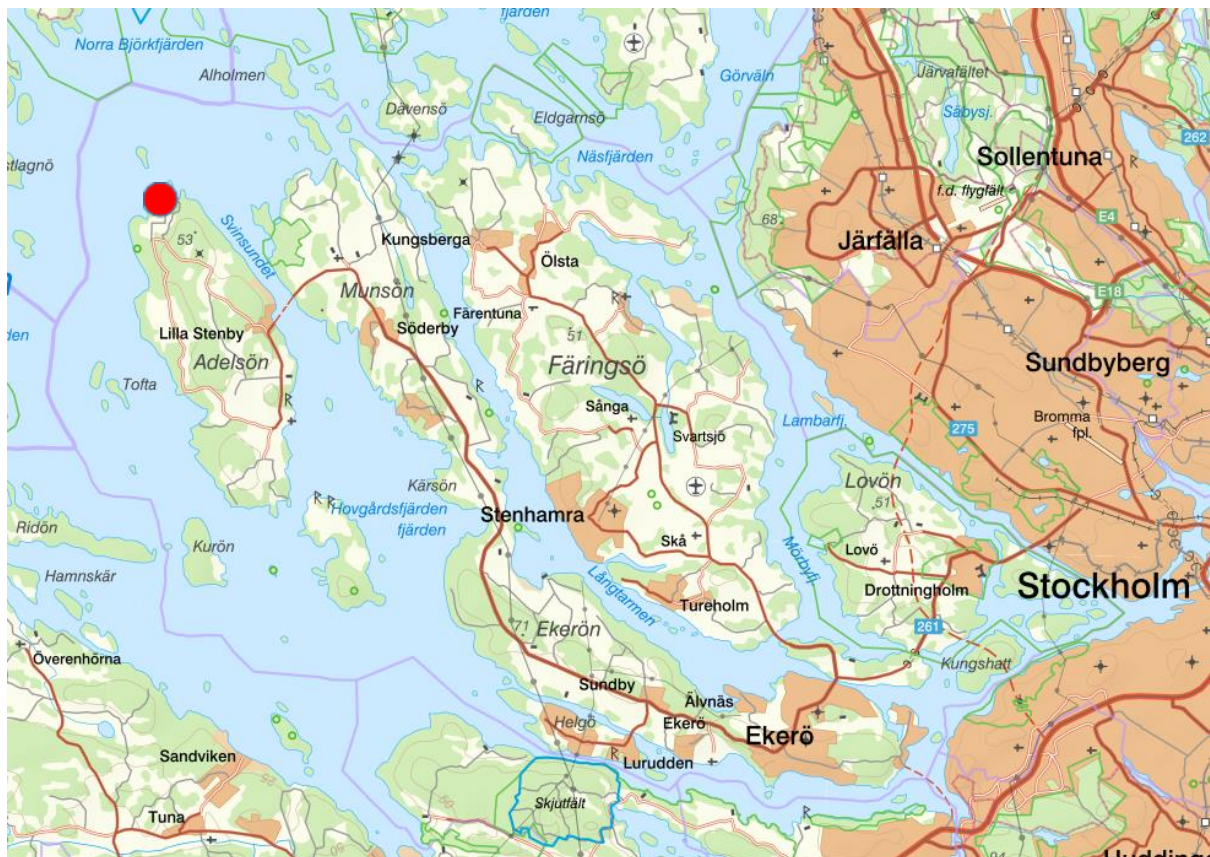 fjärden
Norra Björkfjärden
Alholmen
Görväln
Järvafältet
Dävensö
Eldgarnsö
Säbysj.
262
Sollentuna
Näsfjärden
stlagnö
f.d. flygfält
E4
68
Svinsundet
53
Kungsberga
Järfälla
Ölsta
Munsön
E18
Färentuna
Söderby
Lilla Stenby
51
Adelsön
Färingsö
Sundbyberg
den
Tofta
Sånga
Lambarfj.
Bromma
fpl.
275
Svartsjö
Lovön
51
Kärsön
Hovgårdsfjärden
fjärden
Stenhamra
Ridön
Kurön
Skå
Mörbyfj.
Lovö
Hamnskär
Långtarmen
Drottningholm
Stockholm
Tureholm
71
Ekerön
261
Överenhörna
Kungshatt
Sundby
Älvnäs
Helgö
Ekerö
Ekerö
Sandviken
Lurudden
Skjutfält
Tuna
Huddinge